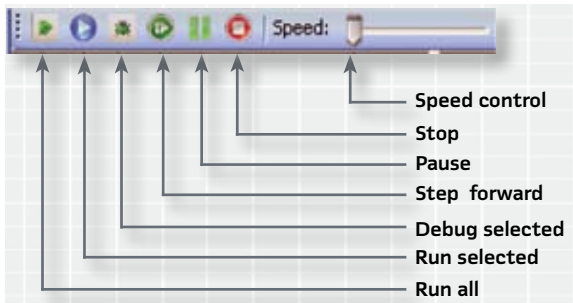 Speed:
Speed control
Stop
Pause
Step forward
Debug selected
Run selected
Run all